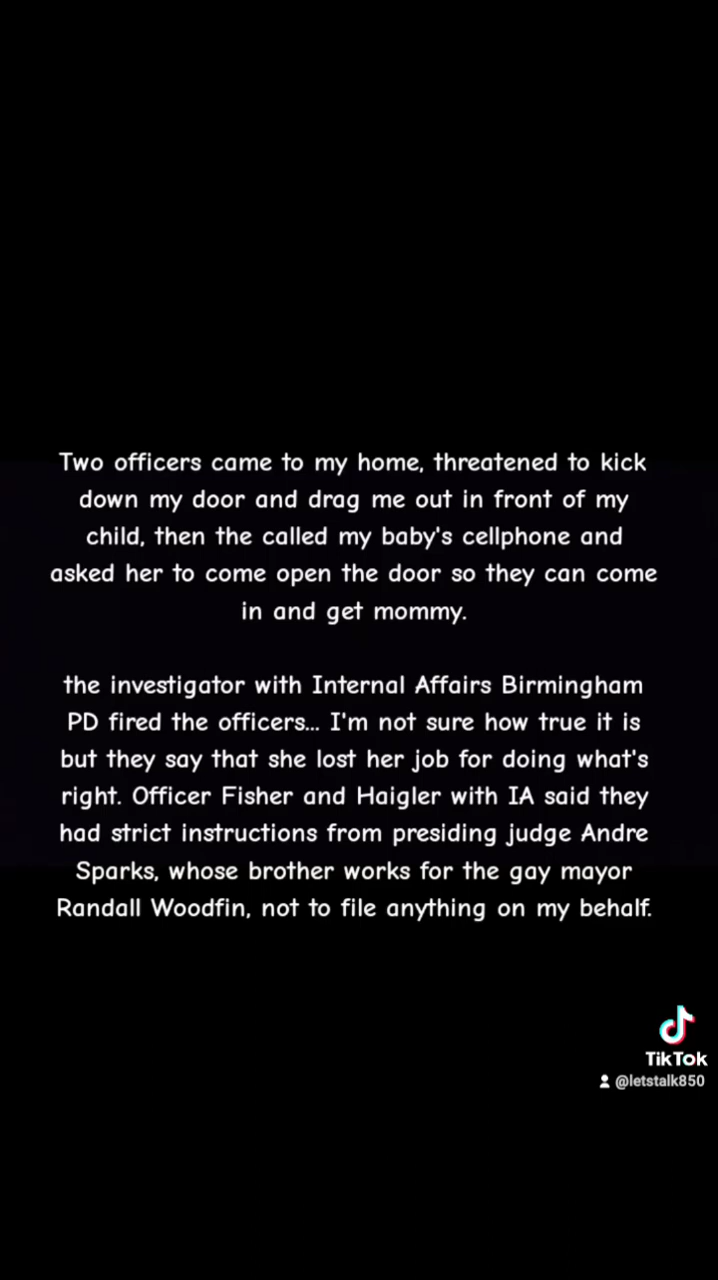 Two officers came to my home, threatened to kick
down my door and drag me out in front of my
child, then the called my baby's cellphone and
asked her to come open the door so they can come
in and get mommy.
the investigator with Internal Affairs Birmingham
PD fired the officers... I'm not sure how true it is
but they say that she lost her job for doing what's
right. Officer Fisher and Haigler with IA said they
had strict instructions from presiding judge Andre
Sparks, whose brother works for the gay mayor
Randall Woodfin, not to file anything on my behalf.
TikTok
@letstalk850